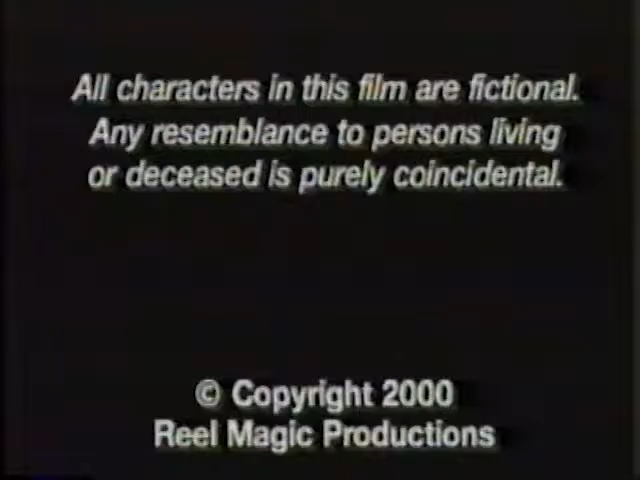 All characters in this film are fictional.
Any resemblance to persons living
or deceased is purely coincidental.
© Copyright 2000
Reel Magic Productions